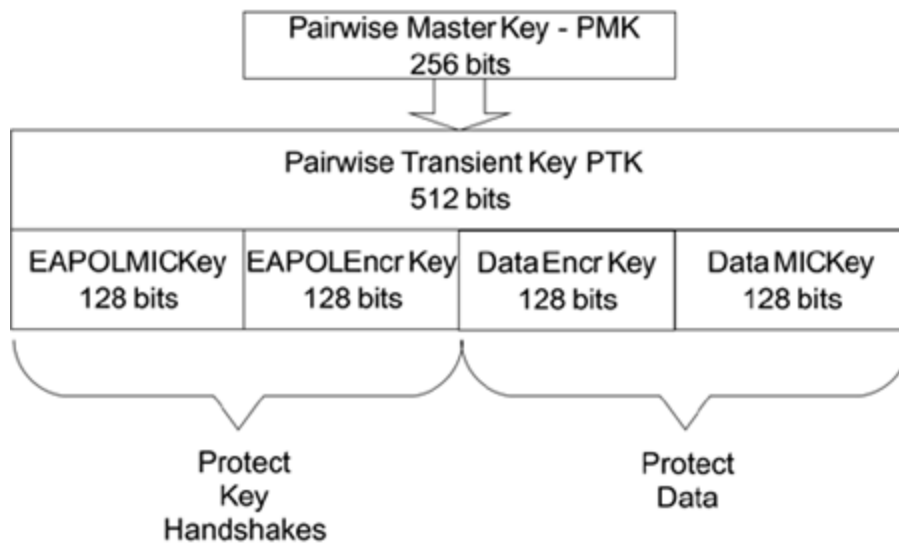 Pairwise Master Key - PMK
256 bits
Pairwise Transient Key PTK
512 bits
EAPOLMICKey
128 bits
EAPOLEncr Key
128 bits
Data Encr Key
128 bits
Data MICKey
128 bits
Protect
Key
Handshakes
Protect
Data